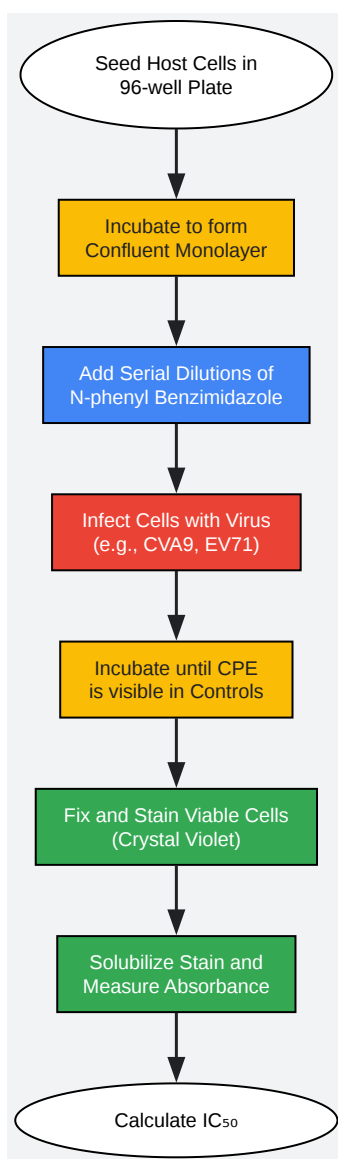 Seed Host Cells in
96-well Plate
Incubate to form
Confluent Monolayer
Add Serial Dilutions of
N-phenyl Benzimidazole
Infect Cells with Virus
(e.g., CVA9, EV71)
Incubate until CPE
is visible in Controls
Fix and Stain Viable Cells
(Crystal Violet)
Solubilize Stain and
Measure Absorbance
Calculate IC₅₀